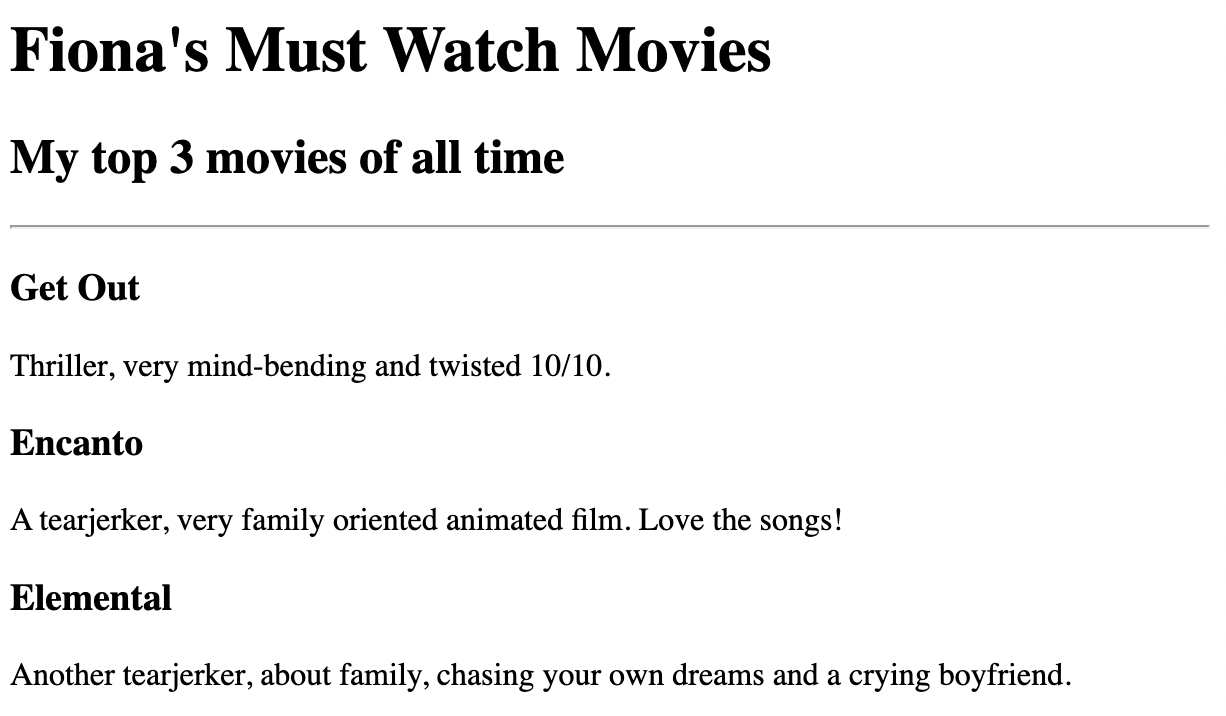 Fiona's Must Watch Movies
My top 3 movies of all time
Get Out
Thriller, very mind-bending and twisted 10/10.
Encanto
A tearjerker, very family oriented animated film. Love the songs!
Elemental
Another tearjerker, about family, chasing your own dreams and a crying boyfriend.